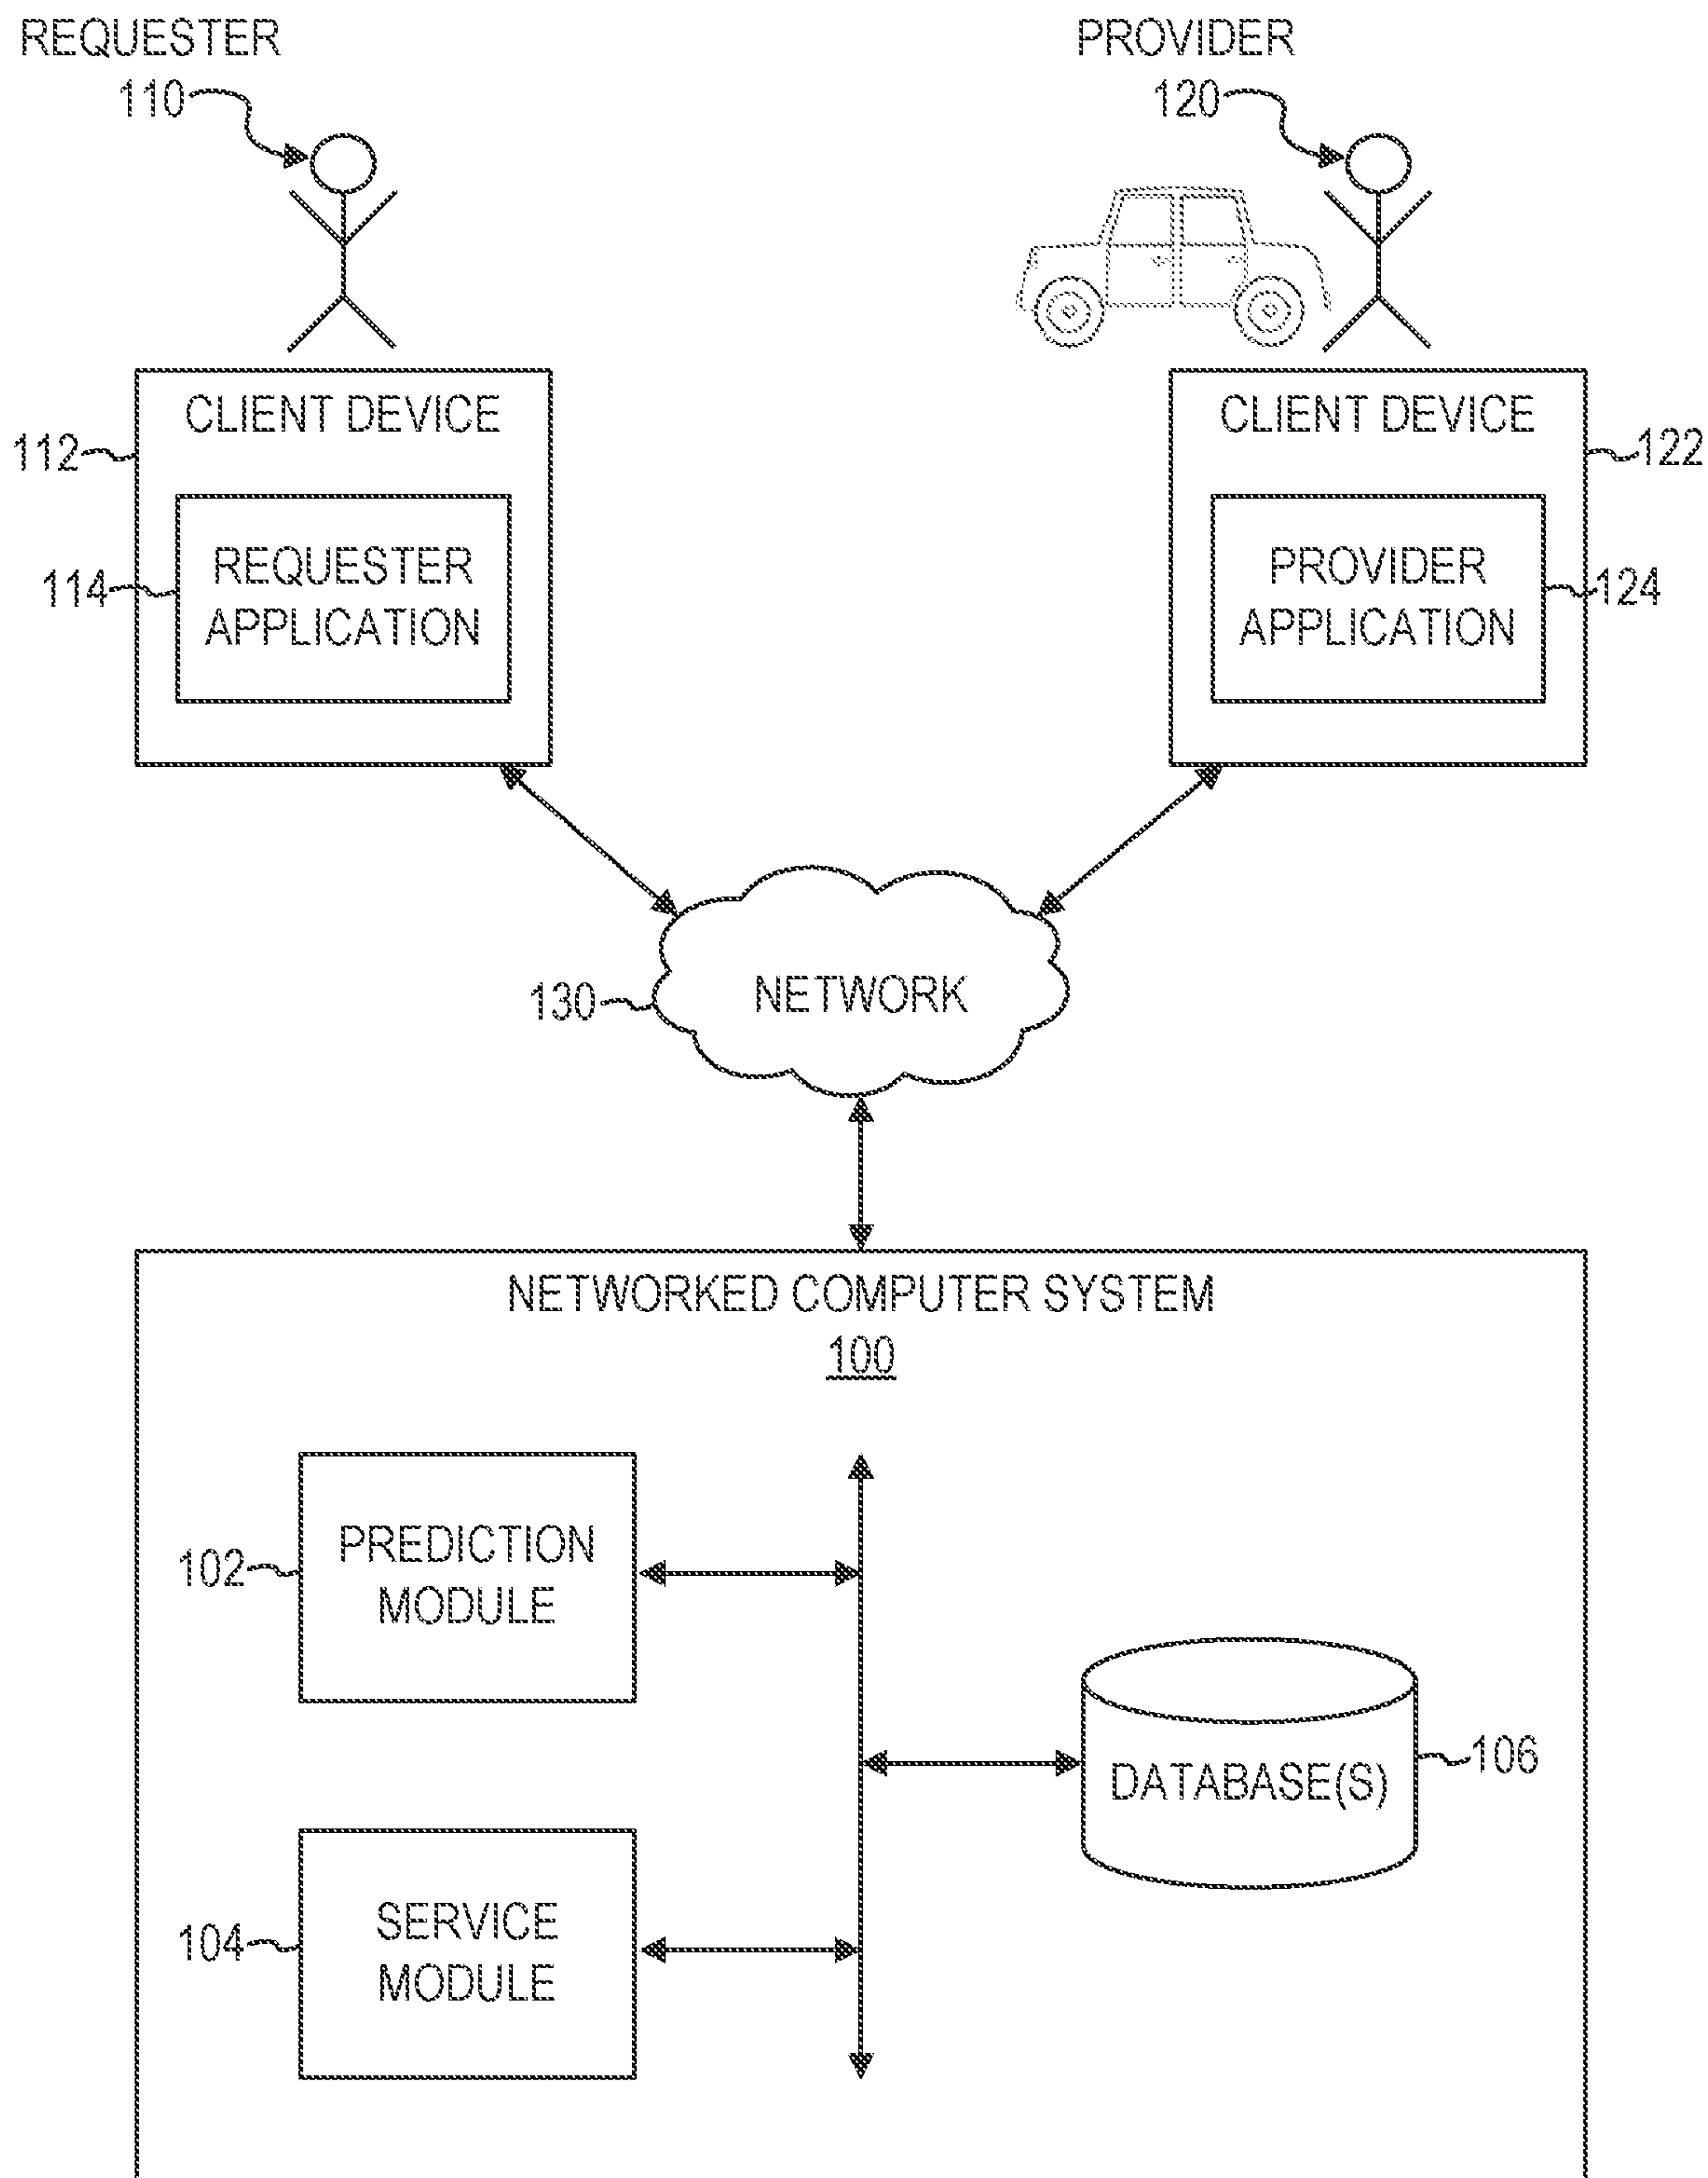 REQUESTER
110
PROVIDER
120
CLIENT DEVICE
112
REQUESTER
APPLICATION
114
CLIENT DEVICE
122
PROVIDER
APPLICATION
124
NETWORK
130
NETWORKED COMPUTER SYSTEM
100
PREDICTION
MODULE
102
DATABASE(S)
106
SERVICE
MODULE
104